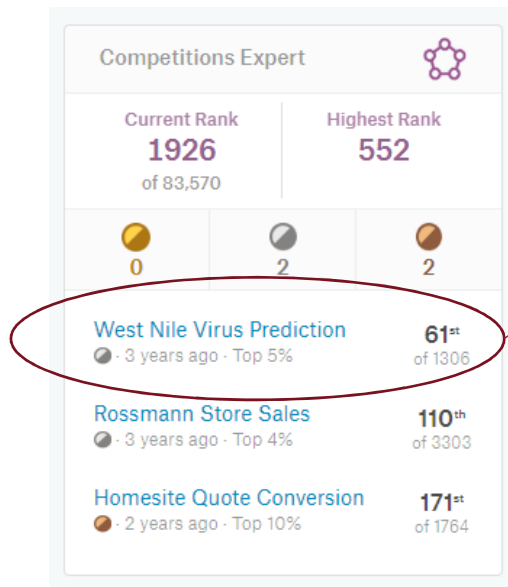 Competitions Expert
Current Rank
1926
of 83,570
Highest Rank
552
0
2
2
West Nile Virus Prediction
61st
· 3 years ago · Top 5%
of 1306
Rossmann Store Sales
110th
· 3 years ago · Top 4%
of 3303
Homesite Quote Conversion
171st
· 2 years ago · Top 10%
of 1764